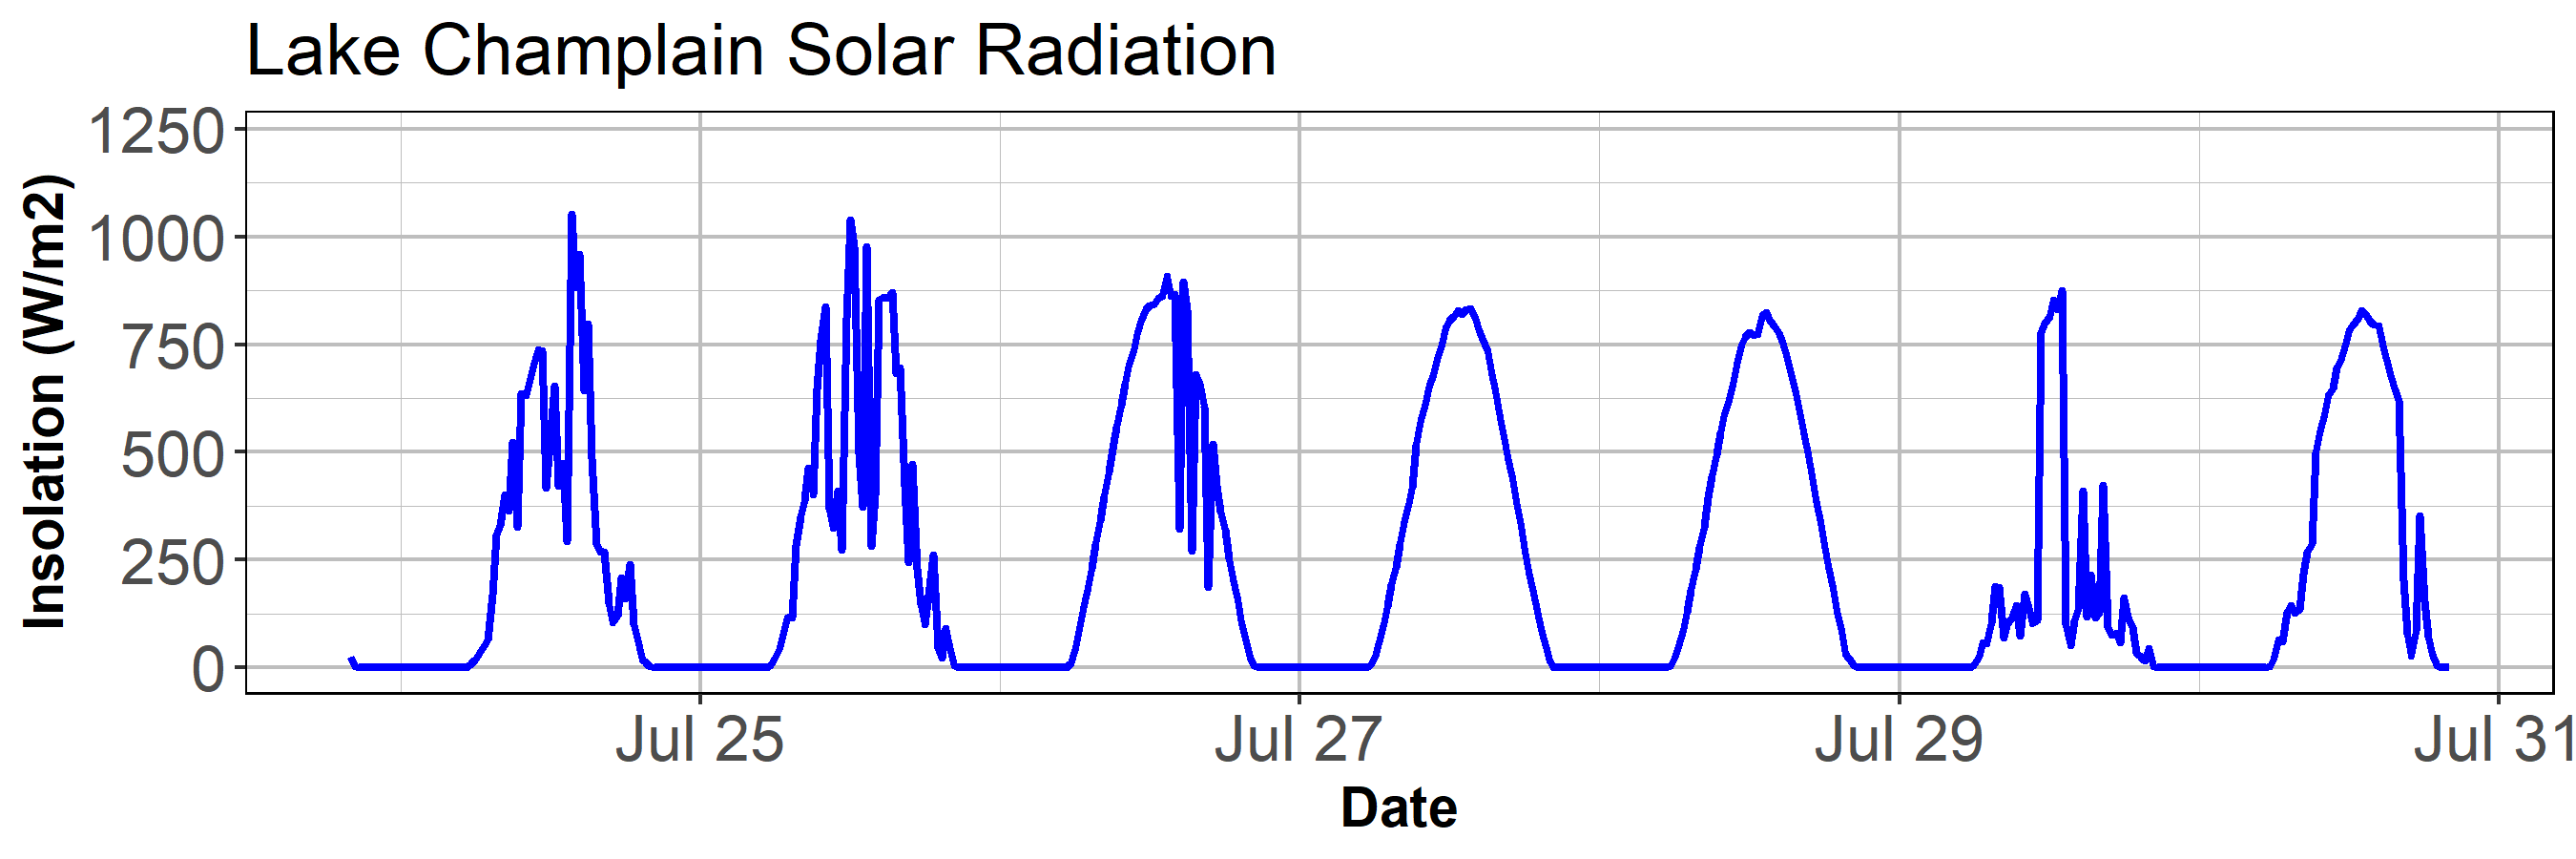 Lake Champlain Solar Radiation
1250
1000
750
500
250
0
Insolation (W/m2)
Jul 25
Jul 27
Jul 29
Jul 31
Date